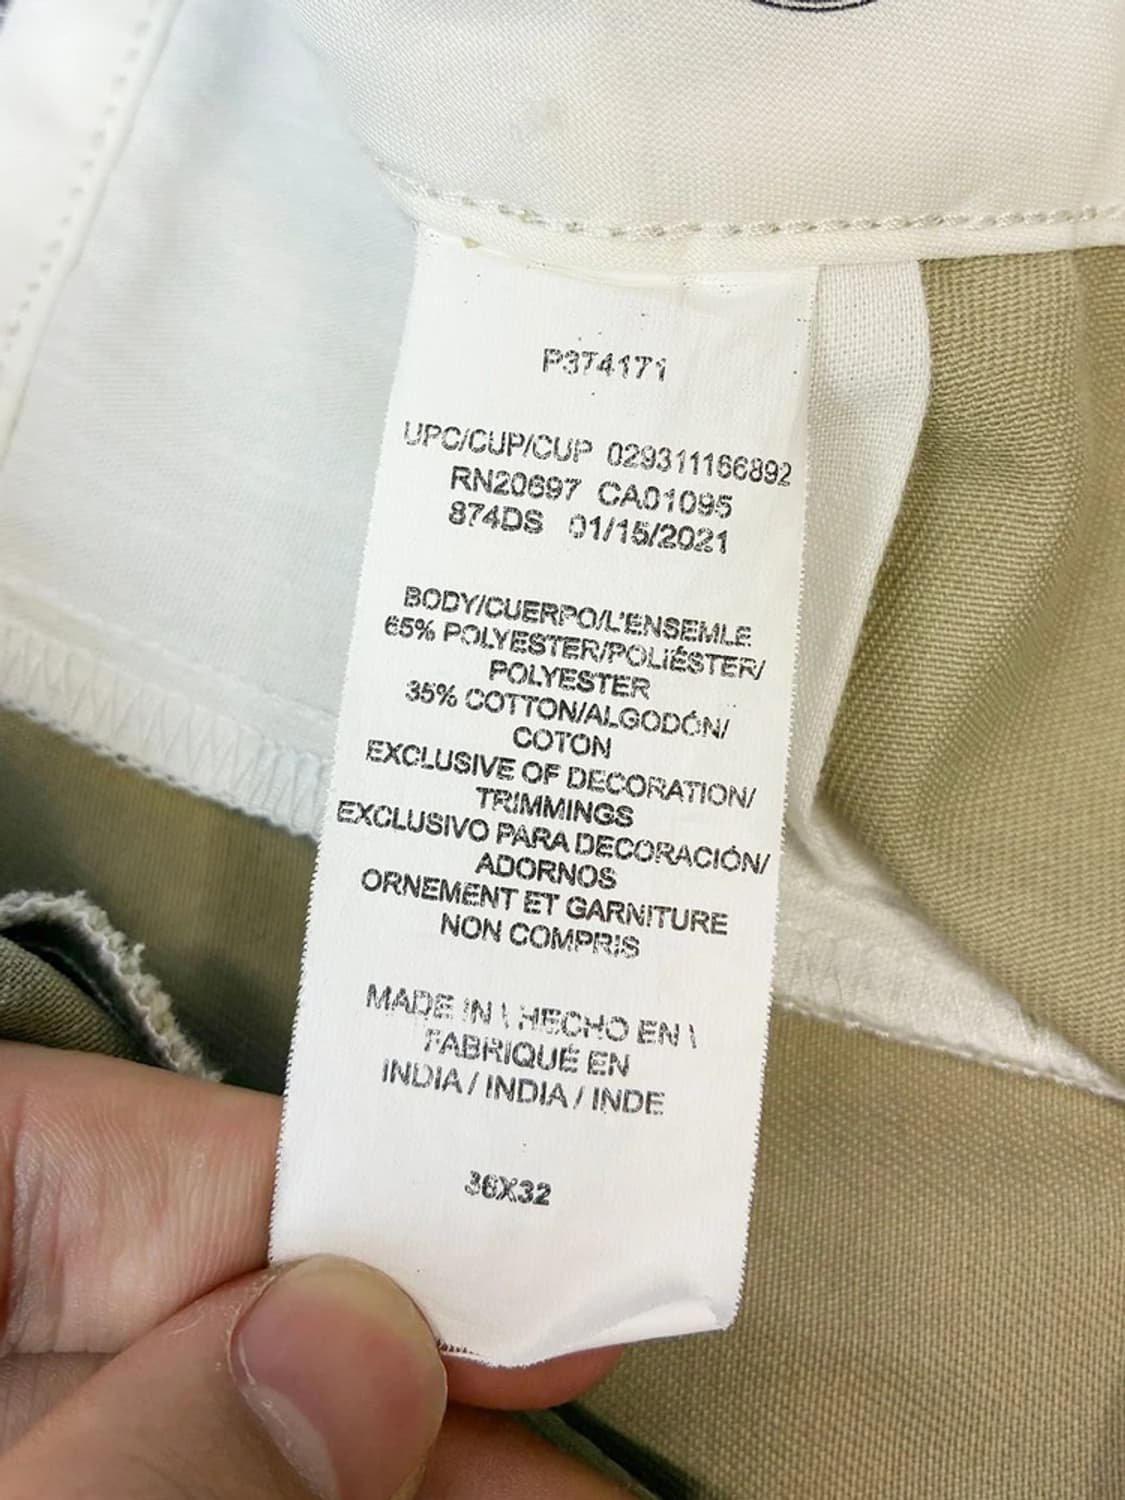 P374171
UPC/CUP/CUP 029311166892
RN20697 CA01095
874DS 01/15/2021
BODY/CUERPO/L'ENSEMLE
65% POLYESTER/POLIÉSTER/
POLYESTER
35% COTTON/ALGODÓN/
COTON
EXCLUSIVE OF DECORATION/
TRIMMINGS
EXCLUSIVO PARA DECORACIÓN/
ADORNOS
ORNEMENT ET GARNITURE
NON COMPRIS
MADE IN \ HECHO EN \
FABRIQUÉ EN
INDIA / INDIA / INDE
36X32